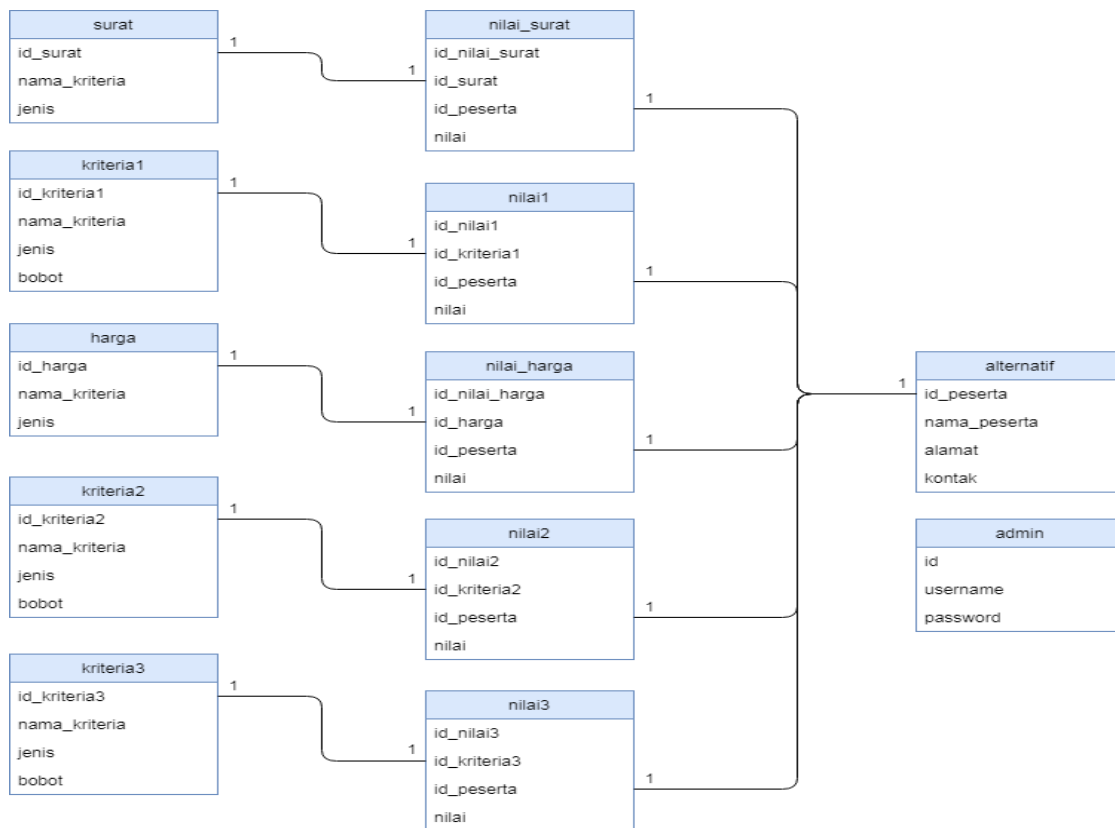 surat
id_surat
nama_kriteria
jenis
1
1
nilai_surat
id_nilai_surat
id_surat
id_peserta
nilai
1
kriteria1
id_kriteria1
nama_kriteria
jenis
bobot
1
1
nilai1
id_nilai1
id_kriteria1
id_peserta
nilai
1
harga
id_harga
nama_kriteria
jenis
1
1
nilai_harga
id_nilai_harga
id_harga
id_peserta
nilai
1
kriteria2
id_kriteria2
nama_kriteria
jenis
bobot
1
1
nilai2
id_nilai2
id_kriteria2
id_peserta
nilai
1
kriteria3
id_kriteria3
nama_kriteria
jenis
bobot
1
1
nilai3
id_nilai3
id_kriteria3
id_peserta
nilai
1
1
alternatif
id_peserta
nama_peserta
alamat
kontak
admin
id
username
password